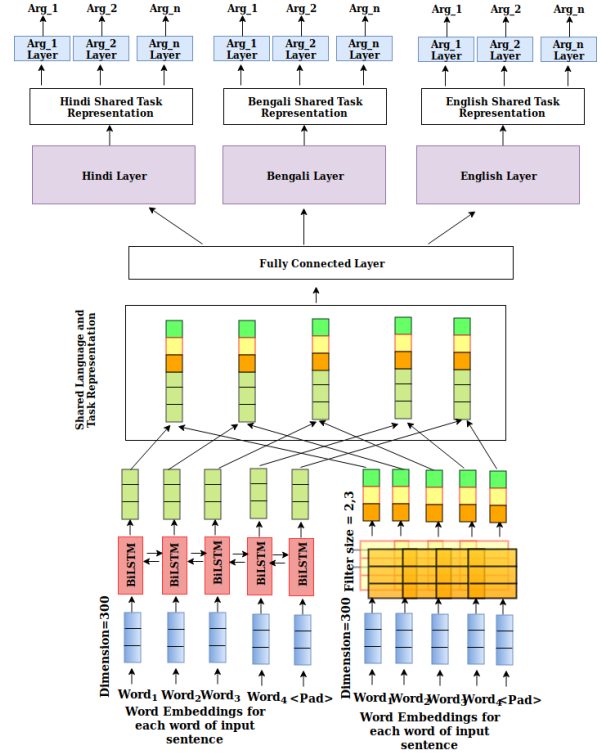 Arg_1 Arg_2 Arg_n Arg_1 Arg_2 Arg_n Arg_1 Arg_2 Arg_n
Arg_1 Layer Arg_2 Layer Arg_n Layer Arg_1 Layer Arg_2 Layer Arg_n Layer Arg_1 Layer Arg_2 Layer Arg_n Layer
Hindi Shared Task
Representation
Bengali Shared Task
Representation
English Shared Task
Representation
Hindi Layer
Bengali Layer
English Layer
Fully Connected Layer
Shared Language and
Task Representation
BiLSTM
BiLSTM
BiLSTM
BiLSTM
BiLSTM
Filter size = 2,3
Dimension=300
Dimension=300
Word1 Word2 Word3 Word4 <Pad>
Word1 Word2 Word3 Word4 <Pad>
Word Embeddings for
each word of input
sentence
Word Embeddings for
each word of input
sentence